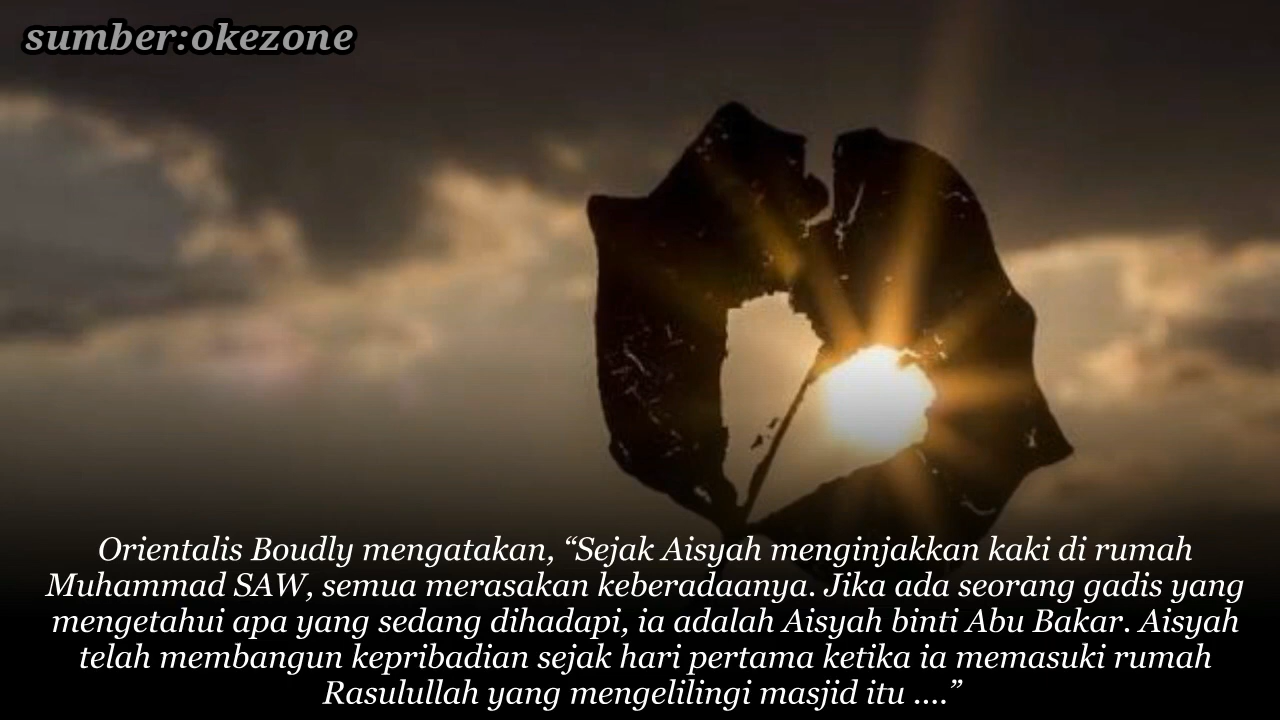 sumber:okezone
Orientalis Boudly mengatakan, “Sejak Aisyah menginjakkan kaki di rumah
Muhammad SAW, semua merasakan keberadaanya. Jika ada seorang gadis yang
mengetahui apa yang sedang dihadapi, ia adalah Aisyah binti Abu Bakar. Aisyah
telah membangun kepribadian sejak hari pertama ketika ia memasuki rumah
Rasulullah yang mengelilingi masjid itu ....”